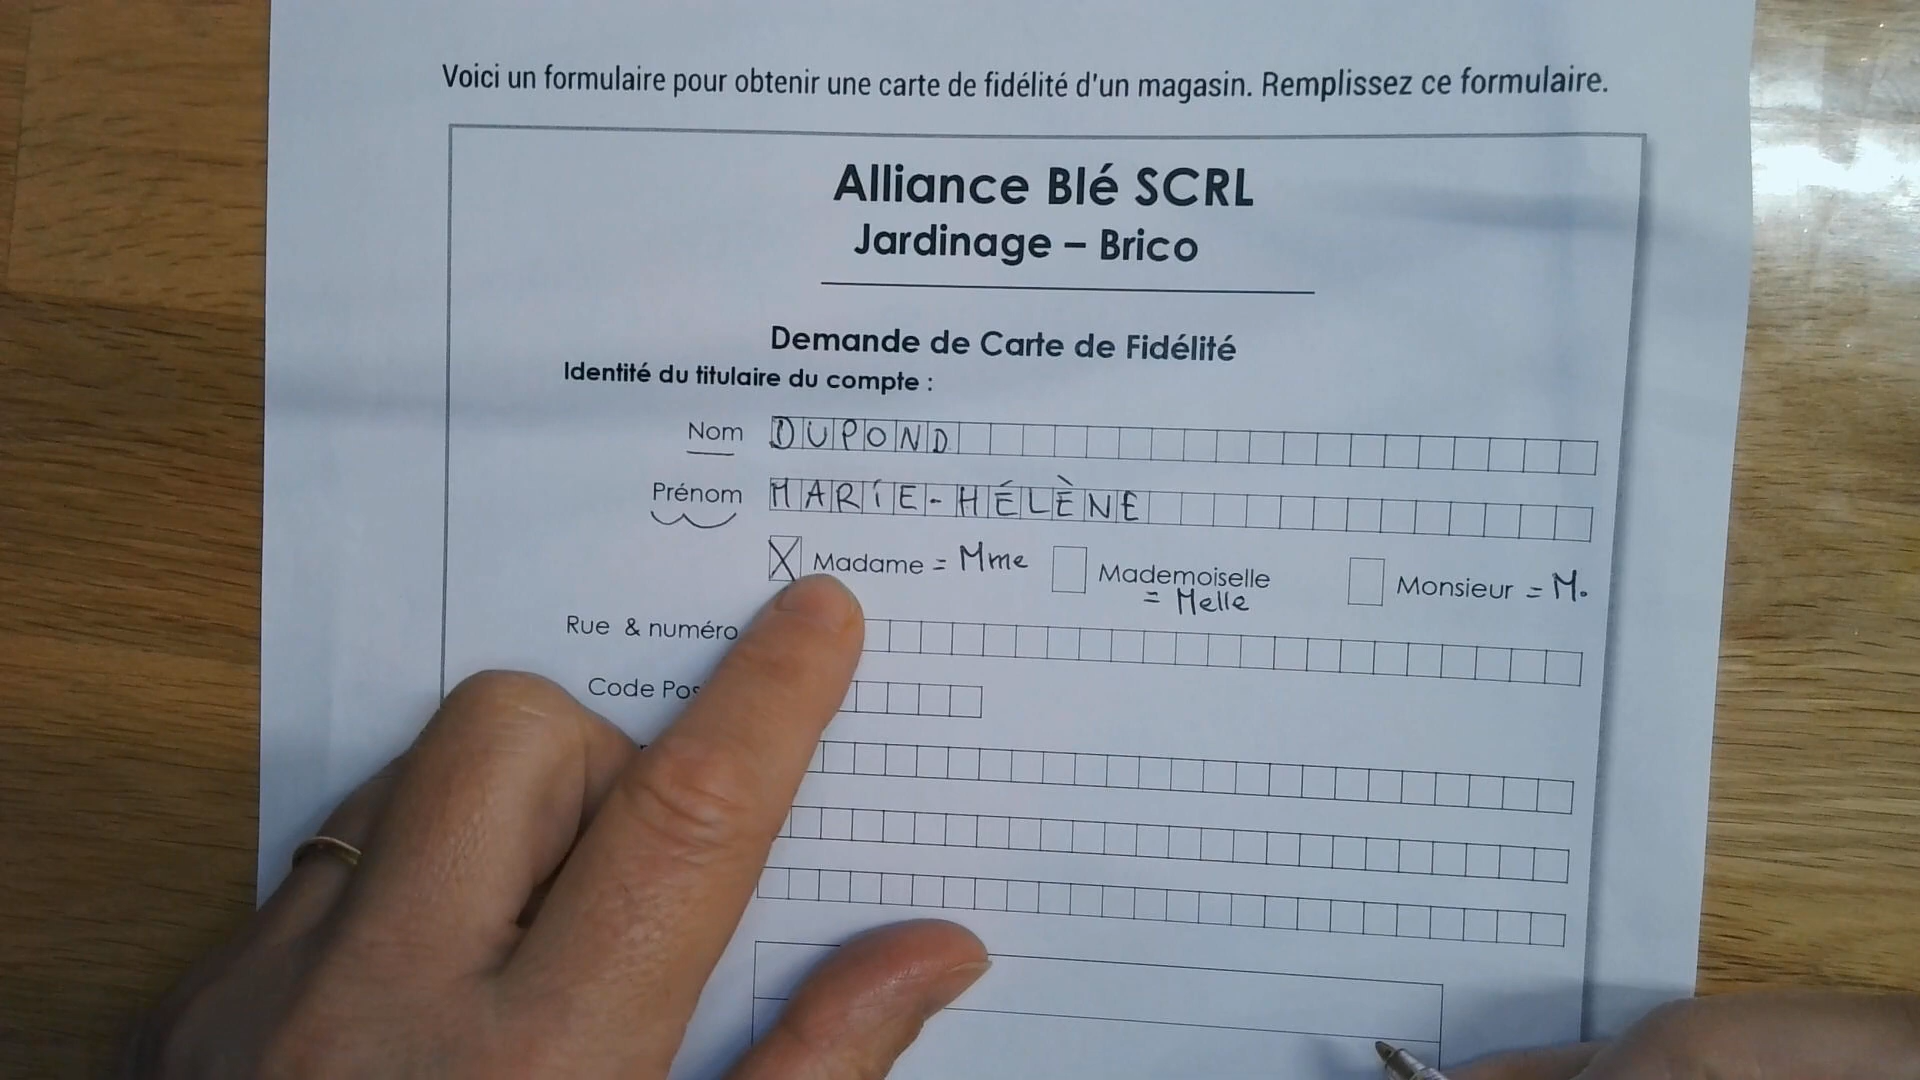 Voici un formulaire pour obtenir une carte de fidélité d'un magasin. Remplissez ce formulaire.
Alliance Blé SCRL
Jardinage – Brico
Demande de Carte de Fidélité
Identité du titulaire du compte :
Nom DUPOND
Prénom MARIE-HÉLÈNE
X Madame = Mme Mademoiselle = Melle Monsieur = M.
Rue & numéro
Code